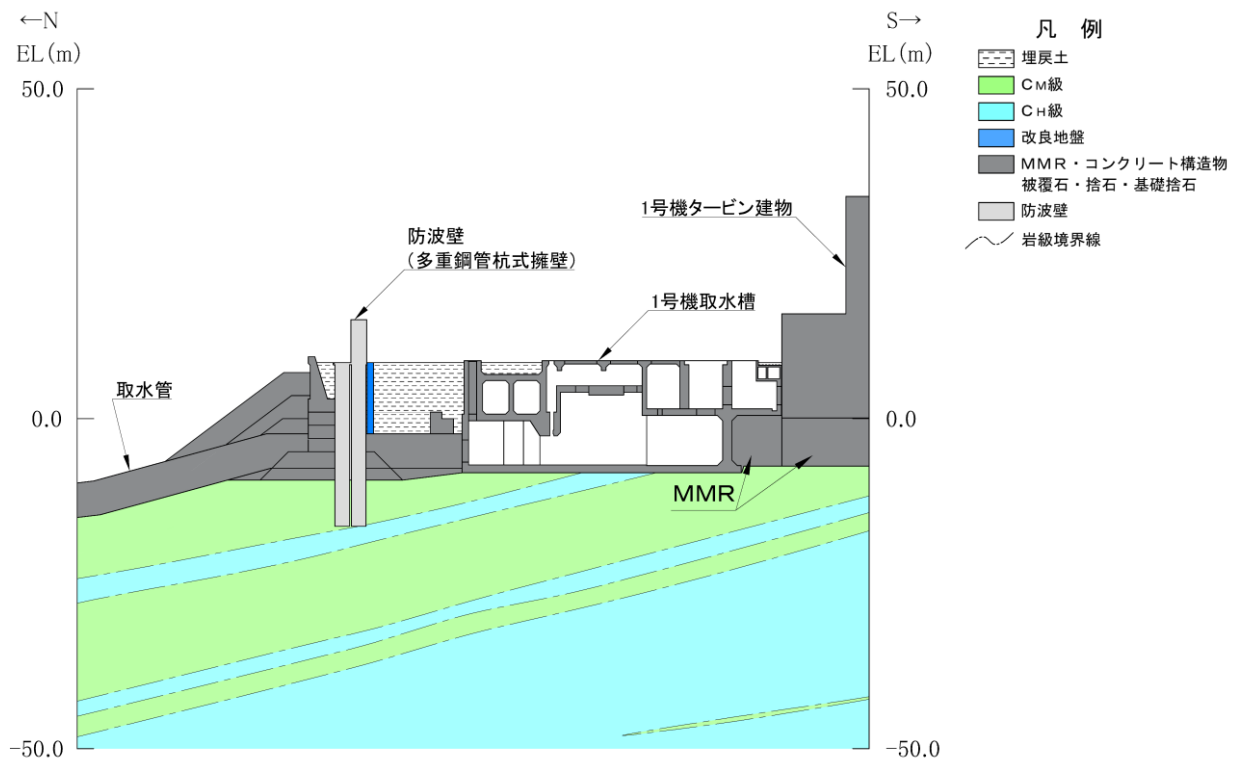 ←N
EL(m)
50.0
0.0
-50.0
S→
EL(m)
50.0
0.0
-50.0
防波壁
(多重鋼管杭式擁壁)
1号機タービン建物
1号機取水槽
取水管
MMR
凡 例
埋戻土
CM級
CH級
改良地盤
MMR・コンクリート構造物
被覆石・捨石・基礎捨石
防波壁
岩級境界線